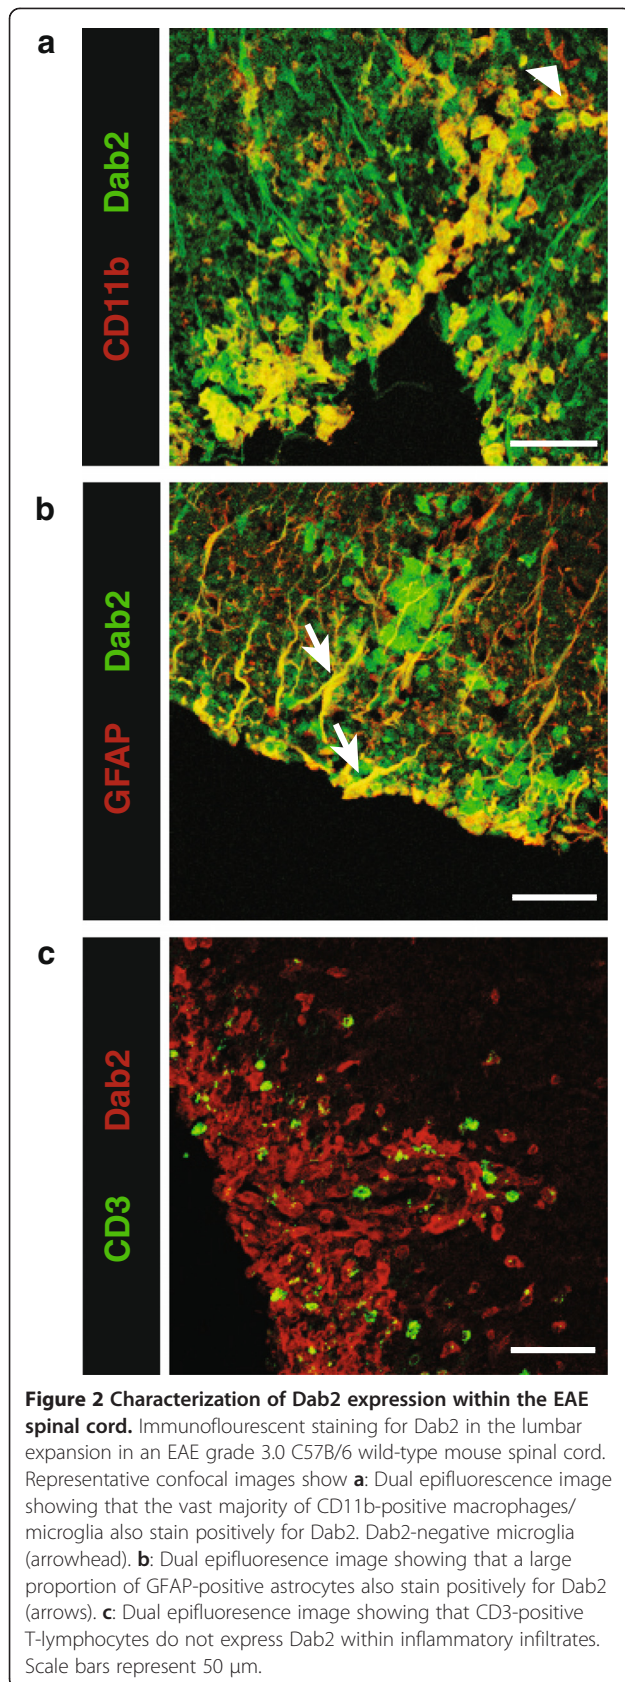 a
CD11b Dab2
b
GFAP Dab2
c
CD3 Dab2
Figure 2 Characterization of Dab2 expression within the EAE
spinal cord. Immunoflourescent staining for Dab2 in the lumbar
expansion in an EAE grade 3.0 C57B/6 wild-type mouse spinal cord.
Representative confocal images show a: Dual epifluorescence image
showing that the vast majority of CD11b-positive macrophages/
microglia also stain positively for Dab2. Dab2-negative microglia
(arrowhead). b: Dual epifluoresence image showing that a large
proportion of GFAP-positive astrocytes also stain positively for Dab2
(arrows). c: Dual epifluoresence image showing that CD3-positive
T-lymphocytes do not express Dab2 within inflammatory infiltrates.
Scale bars represent 50 μm.